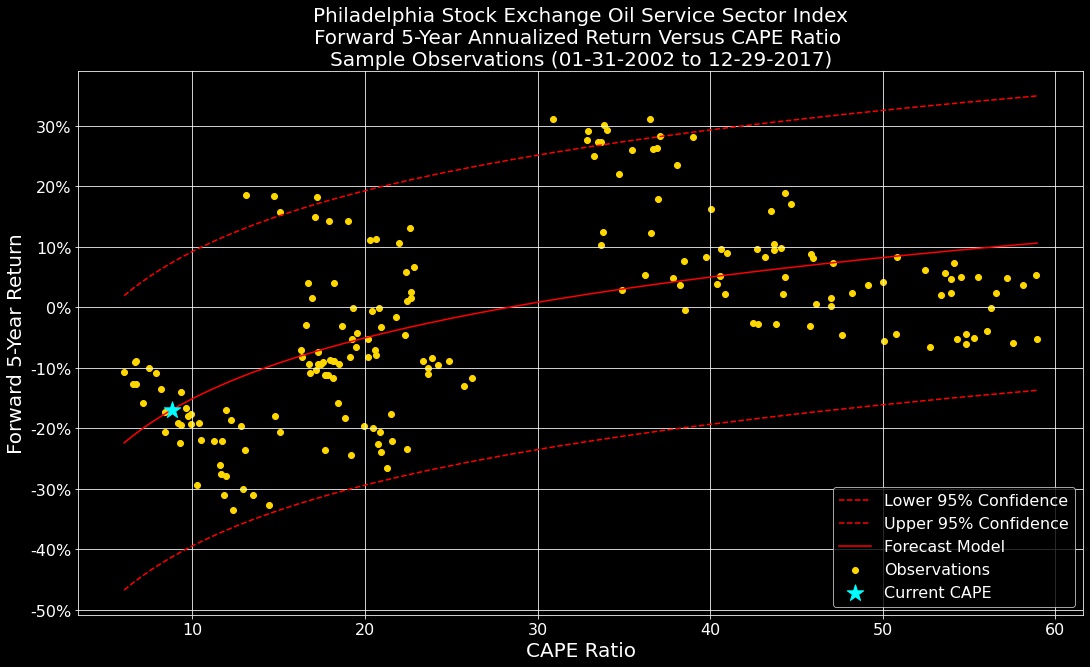 Philadelphia Stock Exchange Oil Service Sector Index
Forward 5-Year Annualized Return Versus CAPE Ratio
Sample Observations (01-31-2002 to 12-29-2017)
Forward 5-Year Return
30%
20%
10%
0%
-10%
-20%
-30%
-40%
-50%
Lower 95% Confidence
Upper 95% Confidence
Forecast Model
Observations
Current CAPE
10 20 30 40 50 60
CAPE Ratio